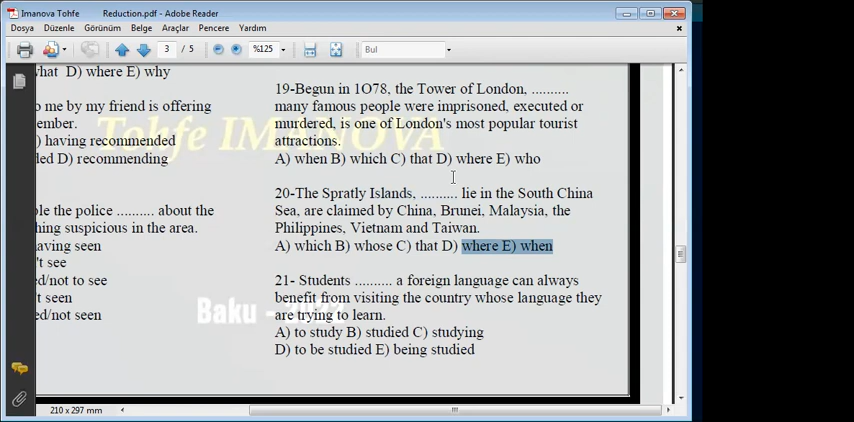 Imanova Tohfe Reduction.pdf - Adobe Reader
Dosya Düzenle Görünüm Belge Araçlar Pencere Yardım
3 / 5 %125 Bul
what D) where E) why
o me by my friend is offering
ember.
) having recommended
led D) recommending
ole the police .......... about the
hing suspicious in the area.
aving seen
't see
ed/not to see
't seen
ed/not seen
19-Begun in 1O78, the Tower of London, ..........
many famous people were imprisoned, executed or
murdered, is one of London's most popular tourist
attractions.
A) when B) which C) that D) where E) who
20-The Spratly Islands, .......... lie in the South China
Sea, are claimed by China, Brunei, Malaysia, the
Philippines, Vietnam and Taiwan.
A) which B) whose C) that D) where E) when
21- Students .......... a foreign language can always
benefit from visiting the country whose language they
are trying to learn.
A) to study B) studied C) studying
D) to be studied E) being studied
Tohfe IMANOVA
210 x 297 mm